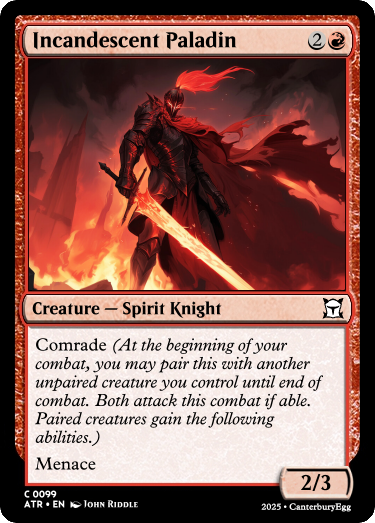 Incandescent Paladin 2
Creature — Spirit Knight
Comrade (At the beginning of your
combat, you may pair this with another
unpaired creature you control until end of
combat. Both attack this combat if able.
Paired creatures gain the following
abilities.)
Menace
2/3
C 0099
ATR • EN John Riddle
2025 • CanterburyEgg